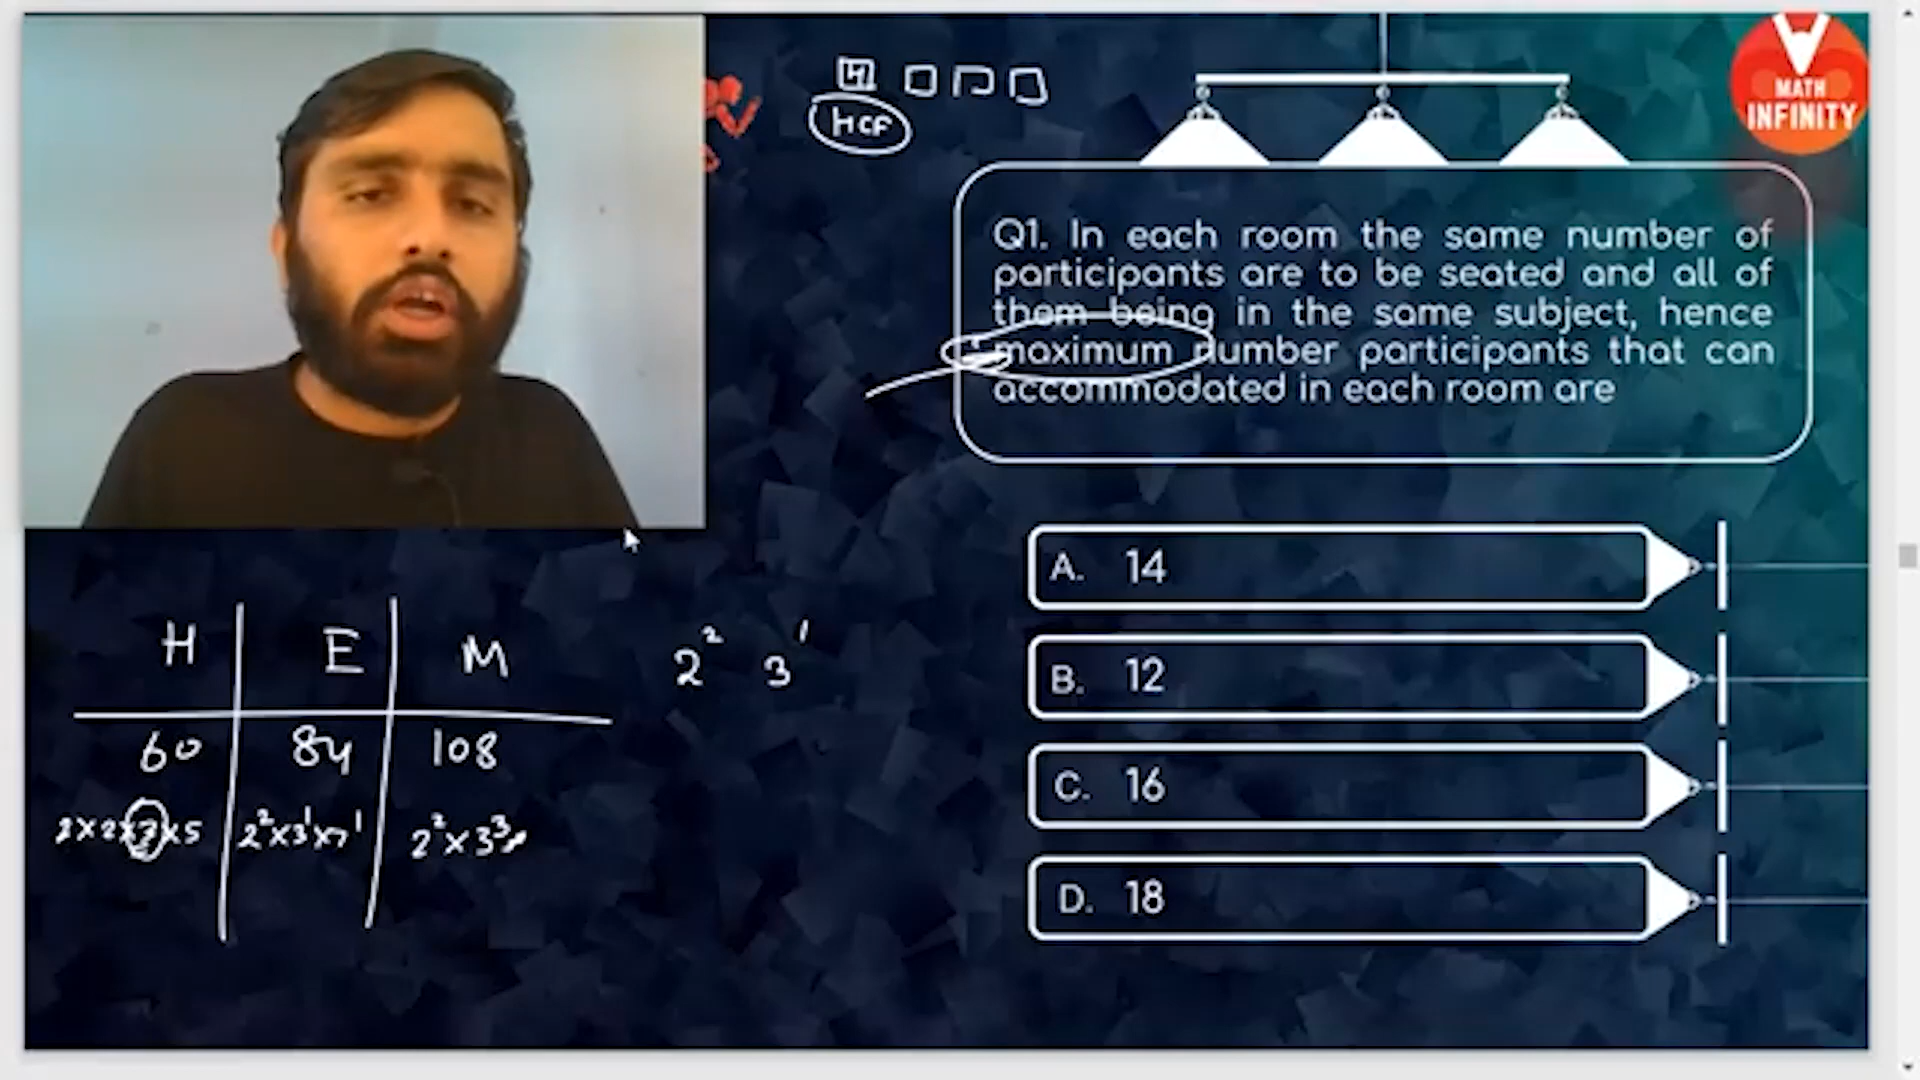 H
HCF
MATH
INFINITY
Q1. In each room the same number of
participants are to be seated and all of
them being in the same subject, hence
maximum number participants that can
accommodated in each room are
A. 14
B. 12
C. 16
D. 18
H E M
60 84 108
2×2×3×5 2²×3¹×7¹ 2²×3³
2² 3¹